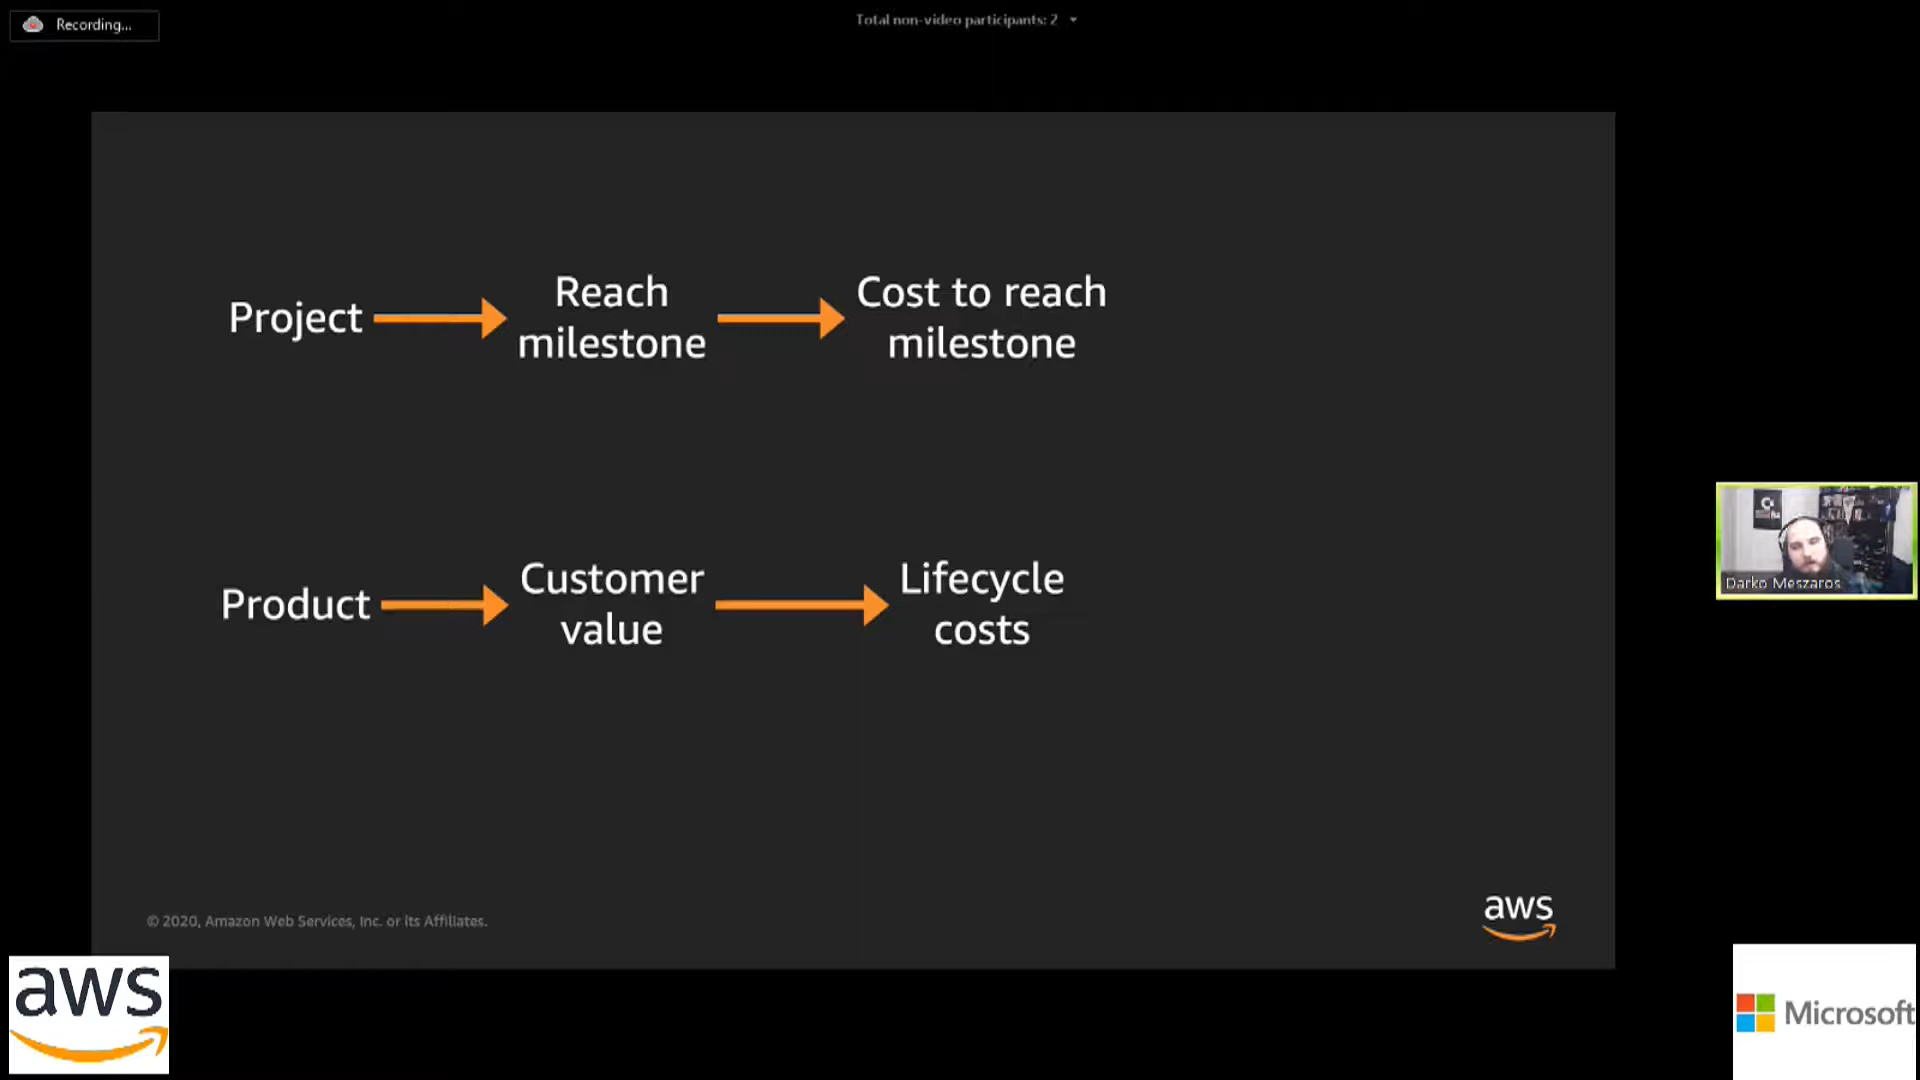 Recording...
Total non-video participants: 2
Project
Reach
milestone
Cost to reach
milestone
Product
Customer
value
Lifecycle
costs
Darko Meszaros
© 2020, Amazon Web Services, Inc. or its Affiliates.
aws
aws
Microsoft